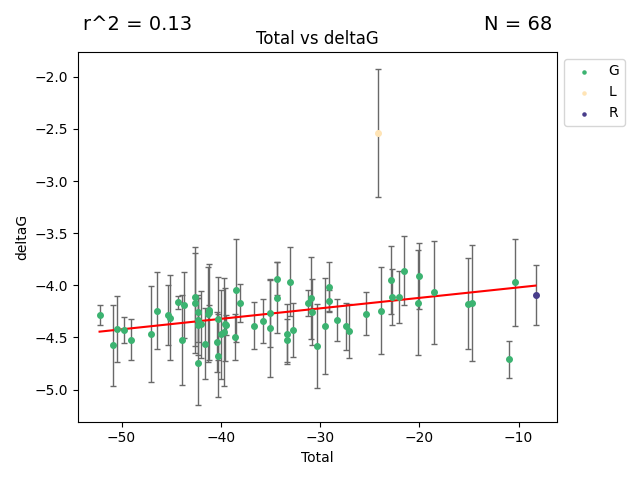 r^2 = 0.13
N = 68
Total vs deltaG
G
L
R
−2.0
−2.5
−3.0
−3.5
−4.0
−4.5
−5.0
deltaG
−50
−40
−30
−20
−10
Total